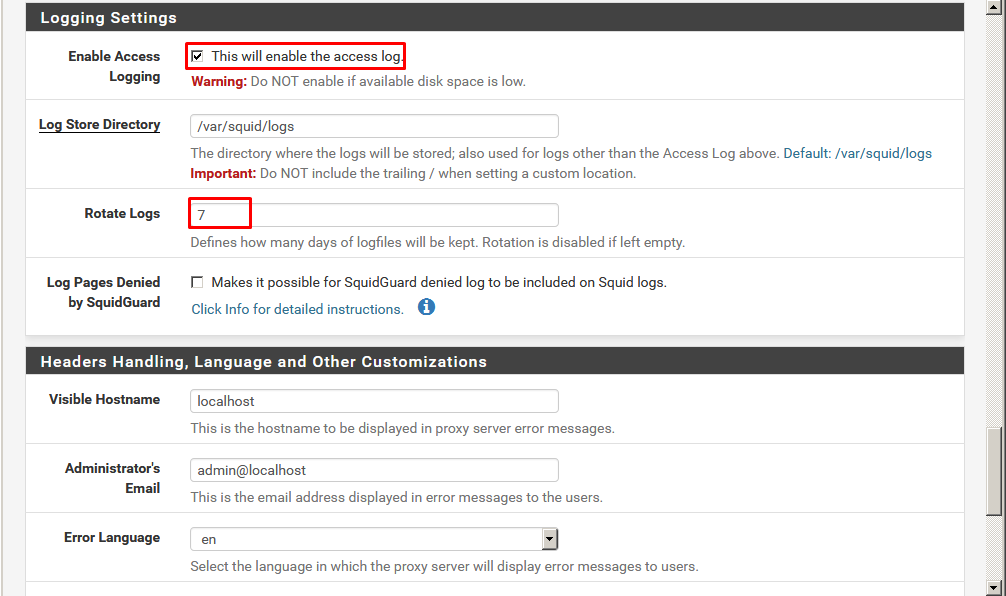 Logging Settings
Enable Access
Logging
This will enable the access log.
Warning: Do NOT enable if available disk space is low.
Log Store Directory
/var/squid/logs
The directory where the logs will be stored; also used for logs other than the Access Log above. Default: /var/squid/logs
Important: Do NOT include the trailing / when setting a custom location.
Rotate Logs
7
Defines how many days of logfiles will be kept. Rotation is disabled if left empty.
Log Pages Denied
by SquidGuard
Makes it possible for SquidGuard denied log to be included on Squid logs.
Click Info for detailed instructions.
Headers Handling, Language and Other Customizations
Visible Hostname
localhost
This is the hostname to be displayed in proxy server error messages.
Administrator's
Email
admin@localhost
This is the email address displayed in error messages to the users.
Error Language
en
Select the language in which the proxy server will display error messages to users.